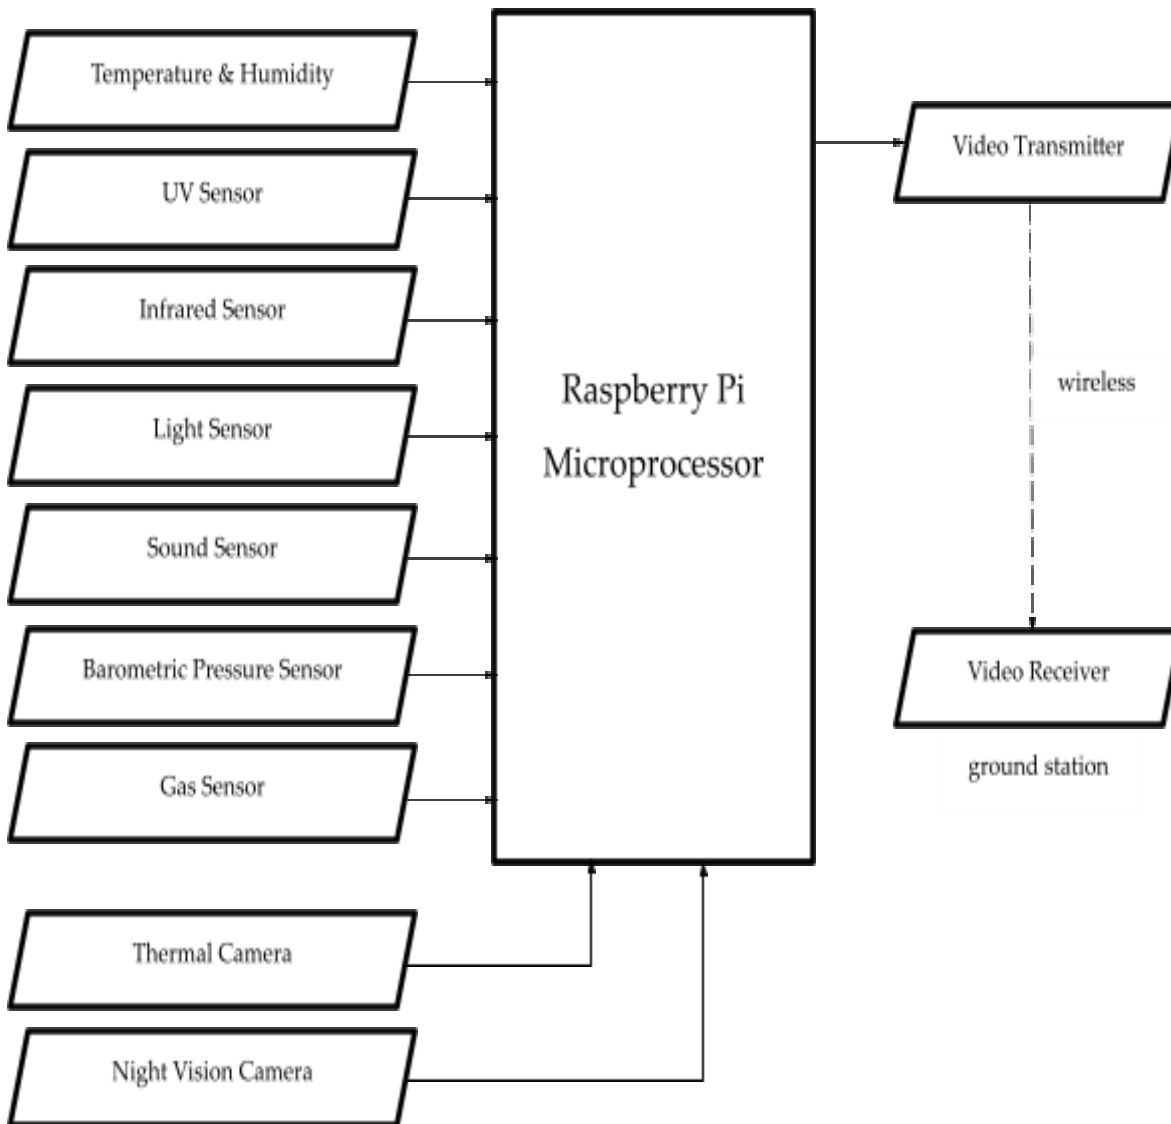 Temperature & Humidity
UV Sensor
Infrared Sensor
Light Sensor
Sound Sensor
Barometric Pressure Sensor
Gas Sensor
Thermal Camera
Night Vision Camera
Raspberry Pi
Microprocessor
Video Transmitter
wireless
Video Receiver
ground station